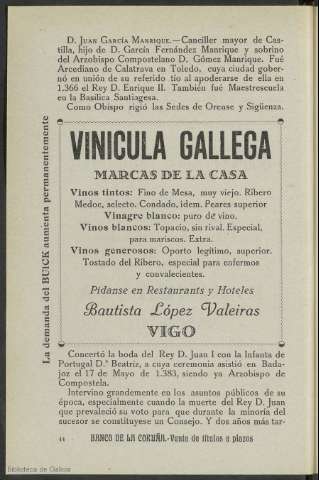 D. JUAN GARCÍA MANRIQUE.—Canciller mayor de Cas-
tilla, hijo de D. García Fernández Manrique y sobrino
del Arzobispo Compostelano D. Gómez Manrique. Fué
Arcediano de Calatrava en Toledo, cuya ciudad gober-
nó en unión de su referido tío al apoderarse de ella en
1.366 el Rey D. Enrique II. También fué Maestrescuela
en la Basílica Santiagesa.
Como Obispo rigió las Sedes de Orense y Sigüenza.
La demanda del BUICK aumenta permanentemente
VINICULA GALLEGA
MARCAS DE LA CASA
Vinos tintos: Fino de Mesa, muy viejo. Ribero
Medoc, selecto. Condado, idem. Peares superior
Vinagre blanco: puro de vino.
Vinos blancos: Topacio, sin rival. Especial,
para mariscos. Extra.
Vinos generosos: Oporto legítimo, superior.
Tostado del Ribero, especial para enfermos
y convalecientes.
Pídanse en Restaurants y Hoteles
Bautista López Valeiras
VIGO
Concertó la boda del Rey D. Juan I con la Infanta de
Portugal D.ª Beatriz, a cuya ceremonia asistió en Bada-
joz el 17 de Mayo de 1.383, siendo ya Arzobispo de
Compostela.
Intervino grandemente en los asuntos públicos de su
época, especialmente cuando la muerte del Rey D. Juan
que prevaleció su voto para que durante la minoría del
sucesor se constituyese un Consejo. Y dos años más tar-
44 BANCO DE LA CORUÑA.-Venta de títulos a plazos
Biblioteca de Galicia